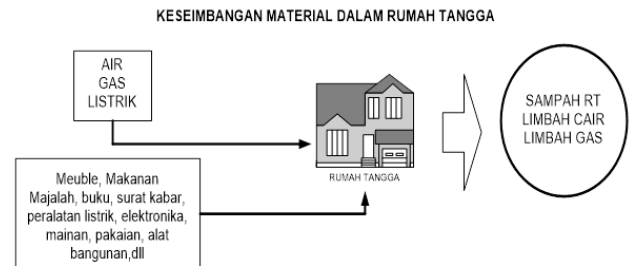 KESEIMBANGAN MATERIAL DALAM RUMAH TANGGA
AIR
GAS
LISTRIK
Meuble, Makanan
Majalah, buku, surat kabar,
peralatan listrik, elektronika,
mainan, pakaian, alat
bangunan,dll
RUMAH TANGGA
SAMPAH RT
LIMBAH CAIR
LIMBAH GAS